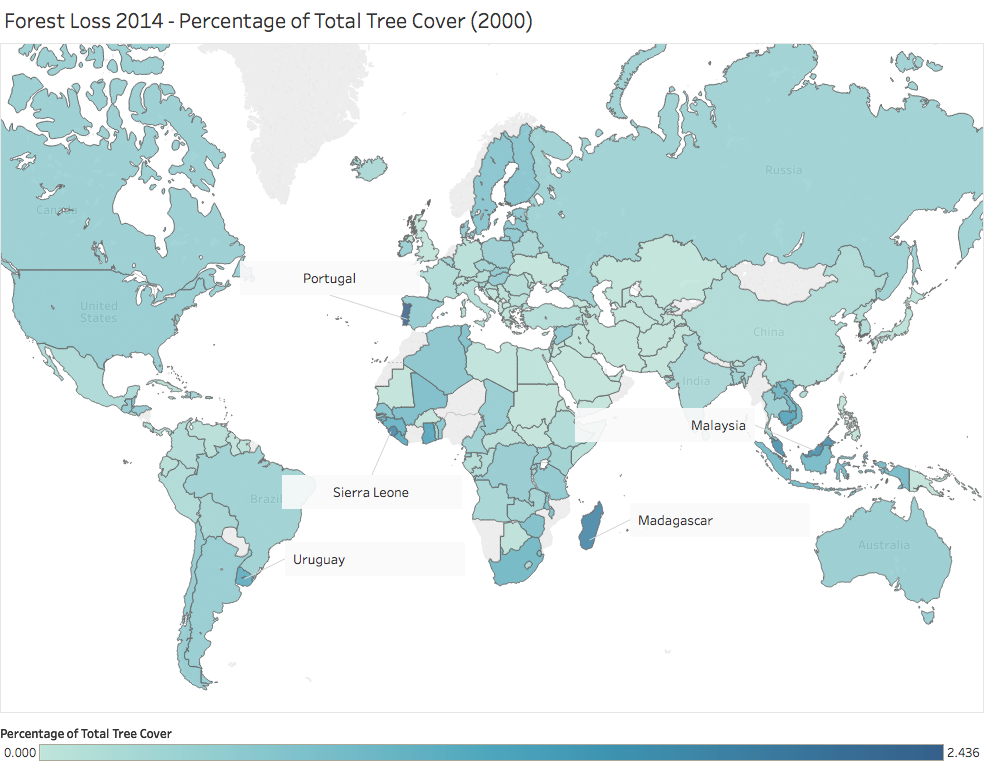 Forest Loss 2014 - Percentage of Total Tree Cover (2000)
Russia
Canada
Portugal
United
States
China
India
Malaysia
Sierra Leone
Brazil
Madagascar
Australia
Uruguay
Percentage of Total Tree Cover
0.000
2.436